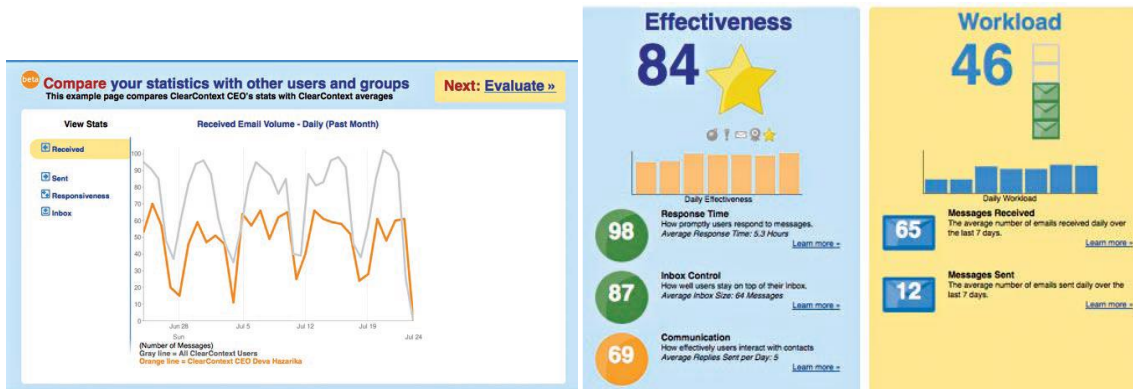 beta
Compare your statistics with other users and groups
This example page compares ClearContext CEO's stats with ClearContext averages
Next: Evaluate »
View Stats
Received
Sent
Responsiveness
Inbox
Received Email Volume - Daily (Past Month)
100
90
80
70
60
50
40
30
20
10
0
Jun 28
Jul 5
Jul 12
Jul 19
Jul 24
Sun
(Number of Messages)
Gray line = All ClearContext Users
Orange line = ClearContext CEO Deva Hazarika
Effectiveness
84
Daily Effectiveness
98
Response Time
How promptly users respond to messages.
Average Response Time: 5.3 Hours
Learn more »
87
Inbox Control
How well users stay on top of their inbox.
Average Inbox Size: 64 Messages
Learn more »
69
Communication
How effectively users interact with contacts
Average Replies Sent per Day: 5
Learn more »
Workload
46
Daily Workload
65
Messages Received
The average number of emails received daily over
the last 7 days.
Learn more »
12
Messages Sent
The average number of emails sent daily over the
last 7 days.
Learn more »